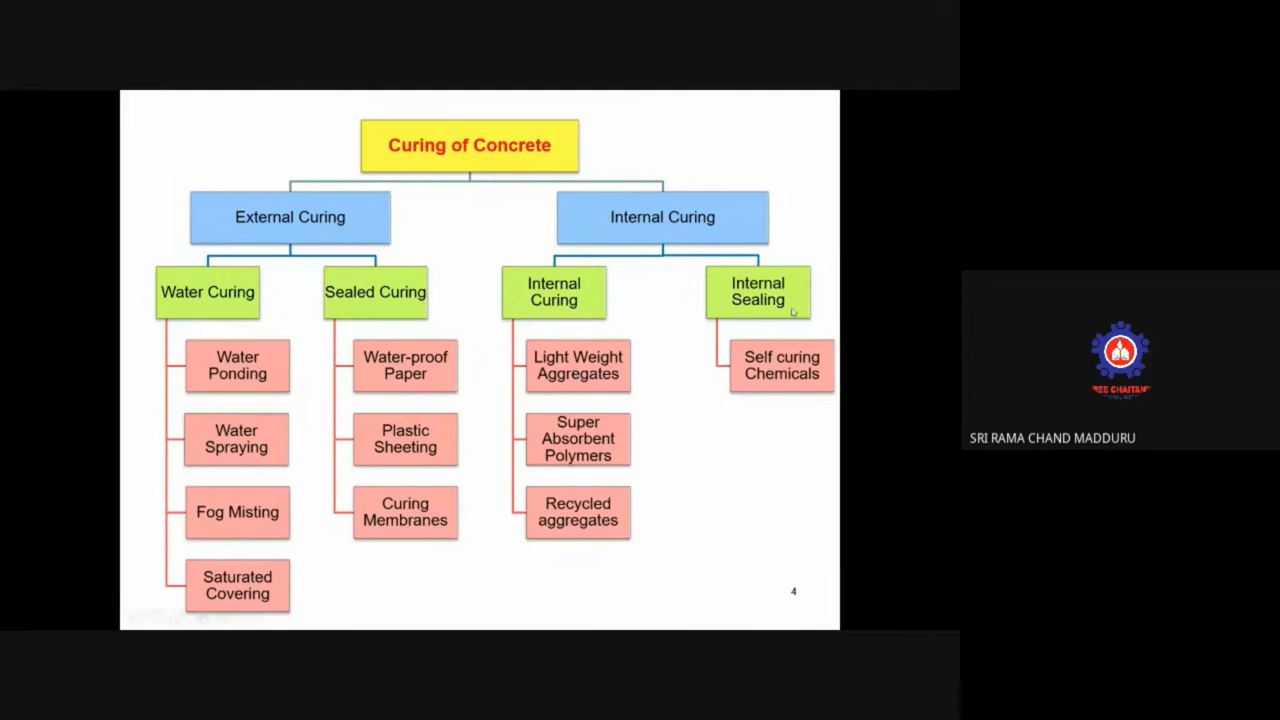 Curing of Concrete
External Curing
Internal Curing
Water Curing
Sealed Curing
Internal
Curing
Internal
Sealing
Water
Ponding
Water-proof
Paper
Light Weight
Aggregates
Self curing
Chemicals
Water
Spraying
Plastic
Sheeting
Super
Absorbent
Polymers
Fog Misting
Curing
Membranes
Recycled
aggregates
Saturated
Covering
4
REE CHAITAN
SRI RAMA CHAND MADDURU